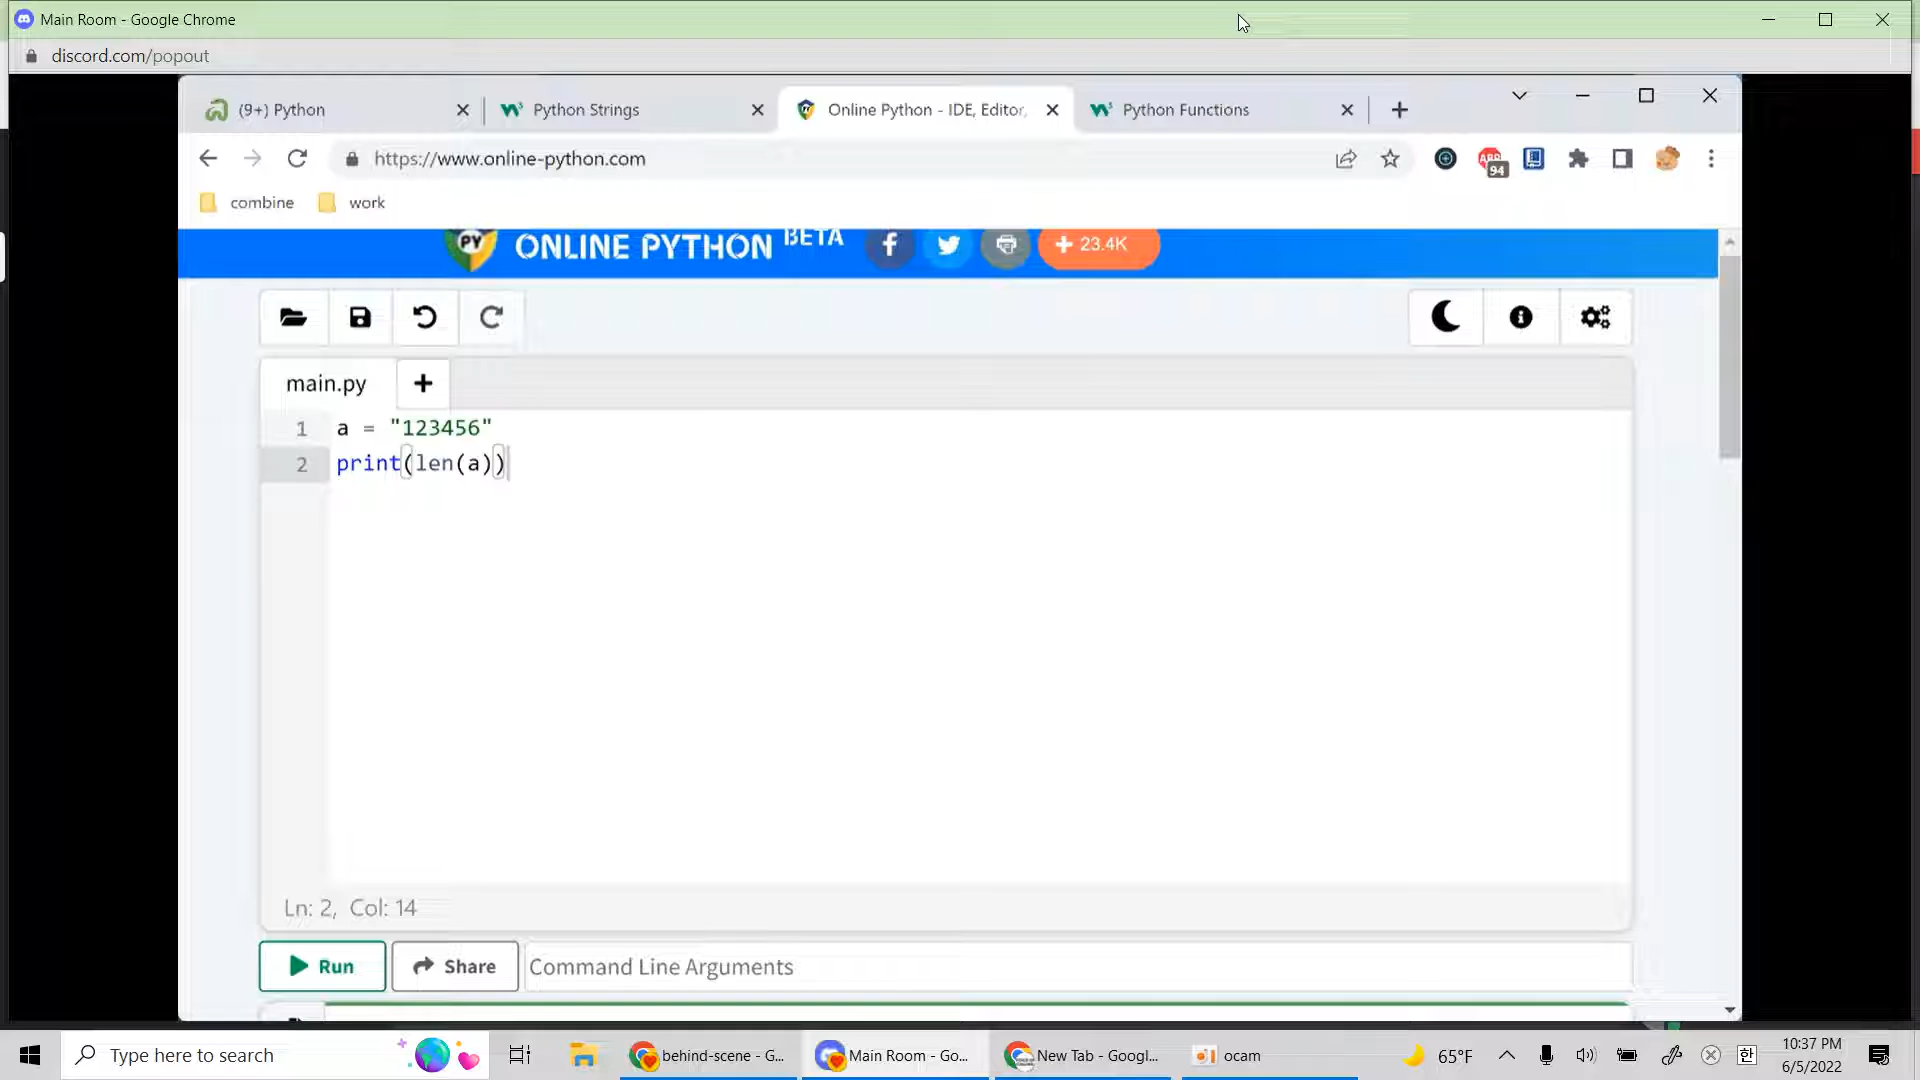 Main Room - Google Chrome
discord.com/popout
(9+) Python
Python Strings
Online Python - IDE, Editor,
Python Functions
https://www.online-python.com
94
combine
work
PY
ONLINE PYTHON BETA
23.4K
main.py
1 a = "123456"
2 print(len(a))
Ln: 2, Col: 14
Run
Share
Command Line Arguments
Type here to search
behind-scene - G...
Main Room - Go...
New Tab - Googl...
ocam
65°F
한
10:37 PM
6/5/2022